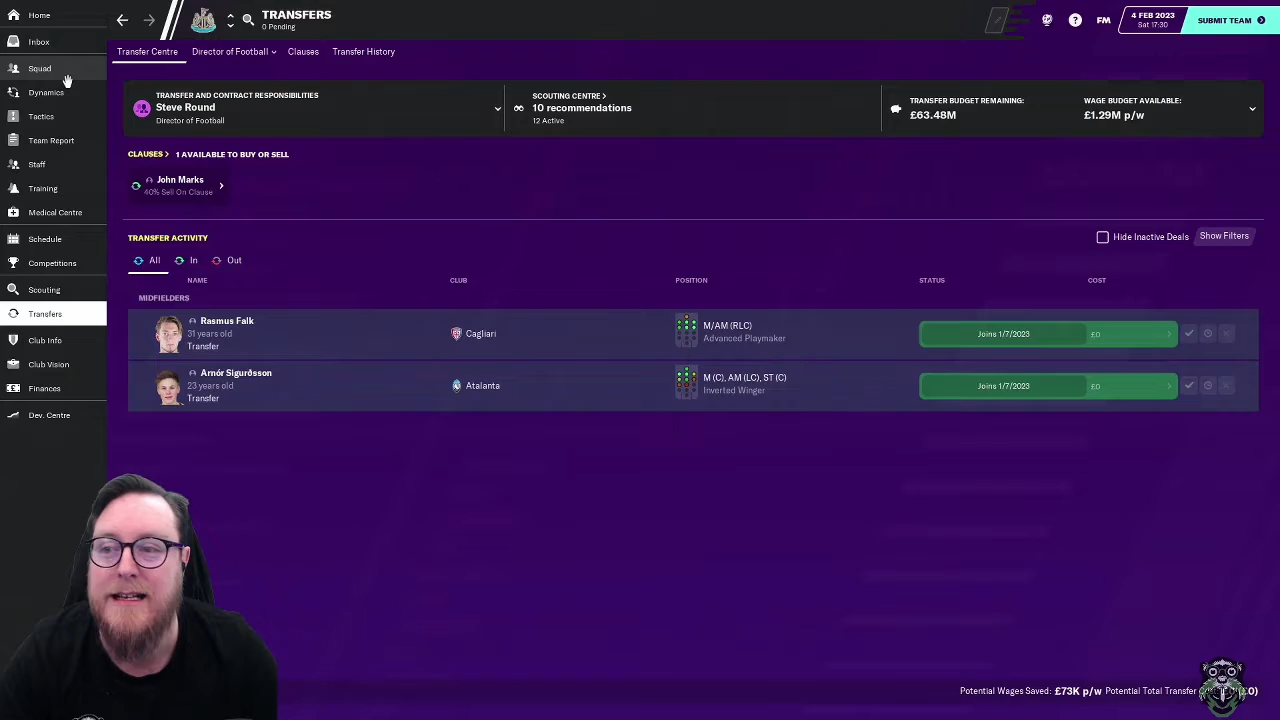 Home
TRANSFERS
0 Pending
FM
4 FEB 2023
Sat 17:30
SUBMIT TEAM
Inbox
Squad
Dynamics
Tactics
Team Report
Staff
Training
Medical Centre
Schedule
Competitions
Scouting
Transfers
Club Info
Club Vision
Finances
Dev. Centre
Transfer Centre
Director of Football
Clauses
Transfer History
TRANSFER AND CONTRACT RESPONSIBILITIES
Steve Round
Director of Football
SCOUTING CENTRE >
10 recommendations
12 Active
TRANSFER BUDGET REMAINING:
£63.48M
WAGE BUDGET AVAILABLE:
£1.29M p/w
CLAUSES > 1 AVAILABLE TO BUY OR SELL
John Marks
40% Sell On Clause
TRANSFER ACTIVITY
Hide Inactive Deals
Show Filters
All In Out
NAME CLUB POSITION STATUS COST
MIDFIELDERS
Rasmus Falk
31 years old
Transfer
Cagliari
M/AM (RLC)
Advanced Playmaker
Joins 1/7/2023 £0
Arnór Sigurðsson
23 years old
Transfer
Atalanta
M (C), AM (LC), ST (C)
Inverted Winger
Joins 1/7/2023 £0
Potential Wages Saved: £73K p/w Potential Total Transfer